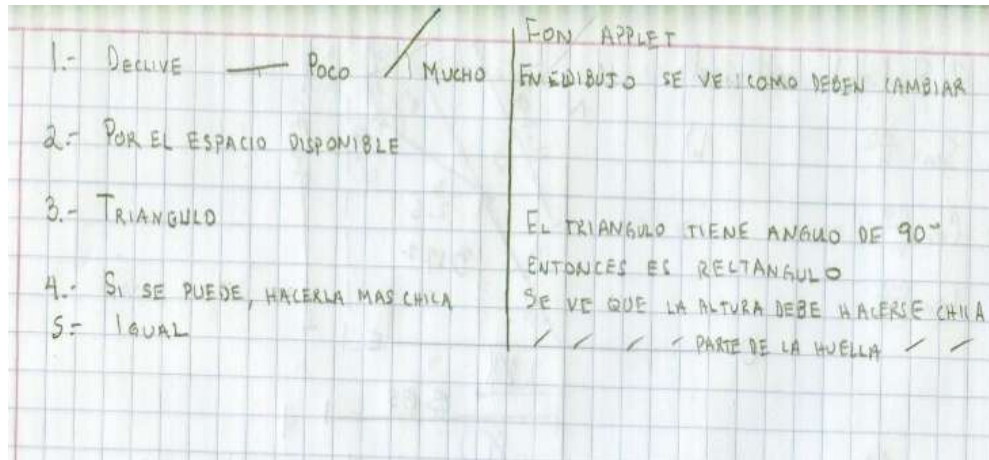 1.- DECLIVE — POCO / MUCHO
2.- POR EL ESPACIO DISPONIBLE
3.- TRIANGULO
4.- SI SE PUEDE, HACERLA MAS CHICA
5.- IGUAL
EON APPLET
EN EL DIBUJO SE VE COMO DEBEN CAMBIAR
EL TRIANGULO TIENE ANGULO DE 90°
ENTONCES ES RECTANGULO
SE VE QUE LA ALTURA DEBE HACERSE CHICA
/ / / / PARTE DE LA HUELLA / /